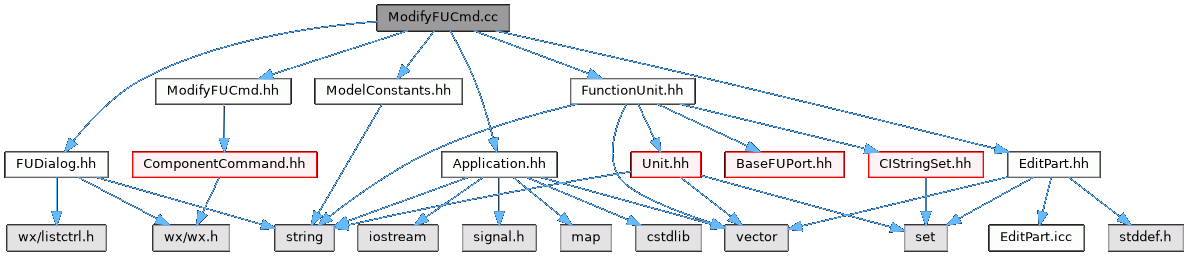 ModifyFUCmd.cc
ModifyFUCmd.hh
ModelConstants.hh
FunctionUnit.hh
FUDialog.hh
ComponentCommand.hh
Application.hh
Unit.hh
BaseFUPort.hh
CIStringSet.hh
EditPart.hh
wx/listctrl.h
wx/wx.h
string
iostream
signal.h
map
cstdlib
vector
set
EditPart.icc
stddef.h